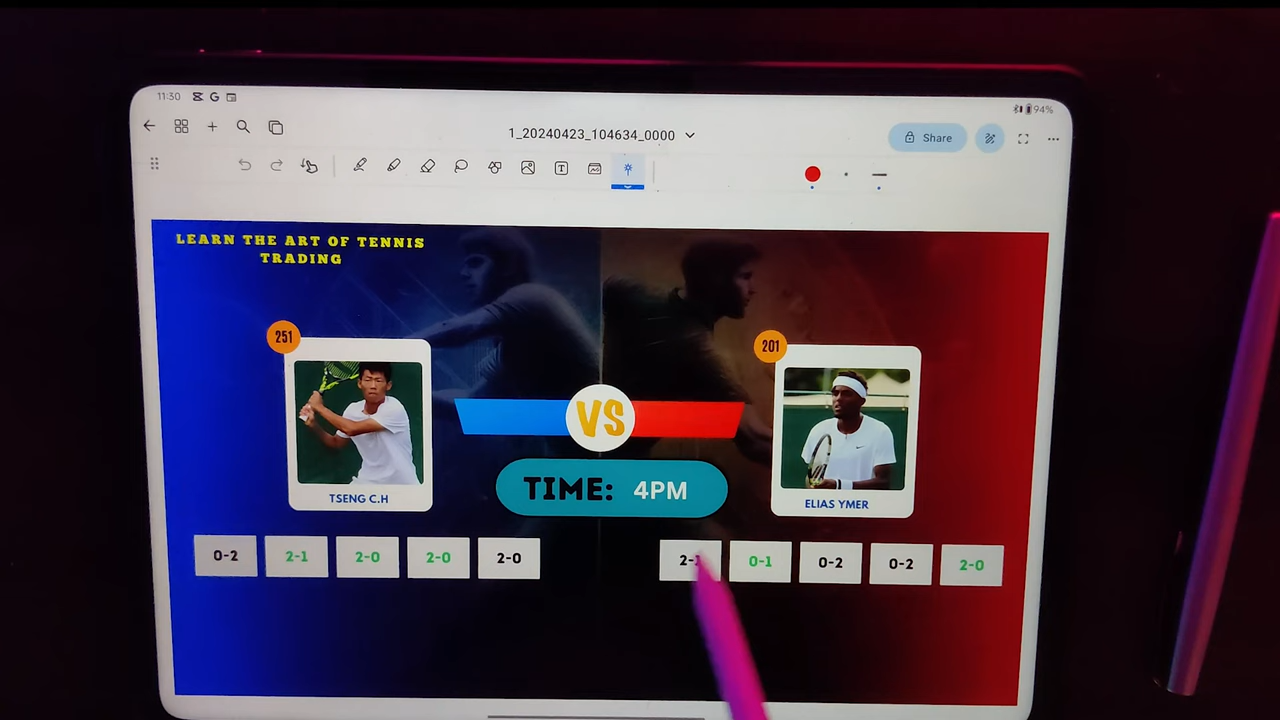 11:30
94%
1_20240423_104634_0000
Share
LEARN THE ART OF TENNIS
TRADING
251
201
VS
TIME: 4PM
TSENG C.H
ELIAS YMER
0-2 2-1 2-0 2-0 2-0
0-1 0-2 0-2 2-0